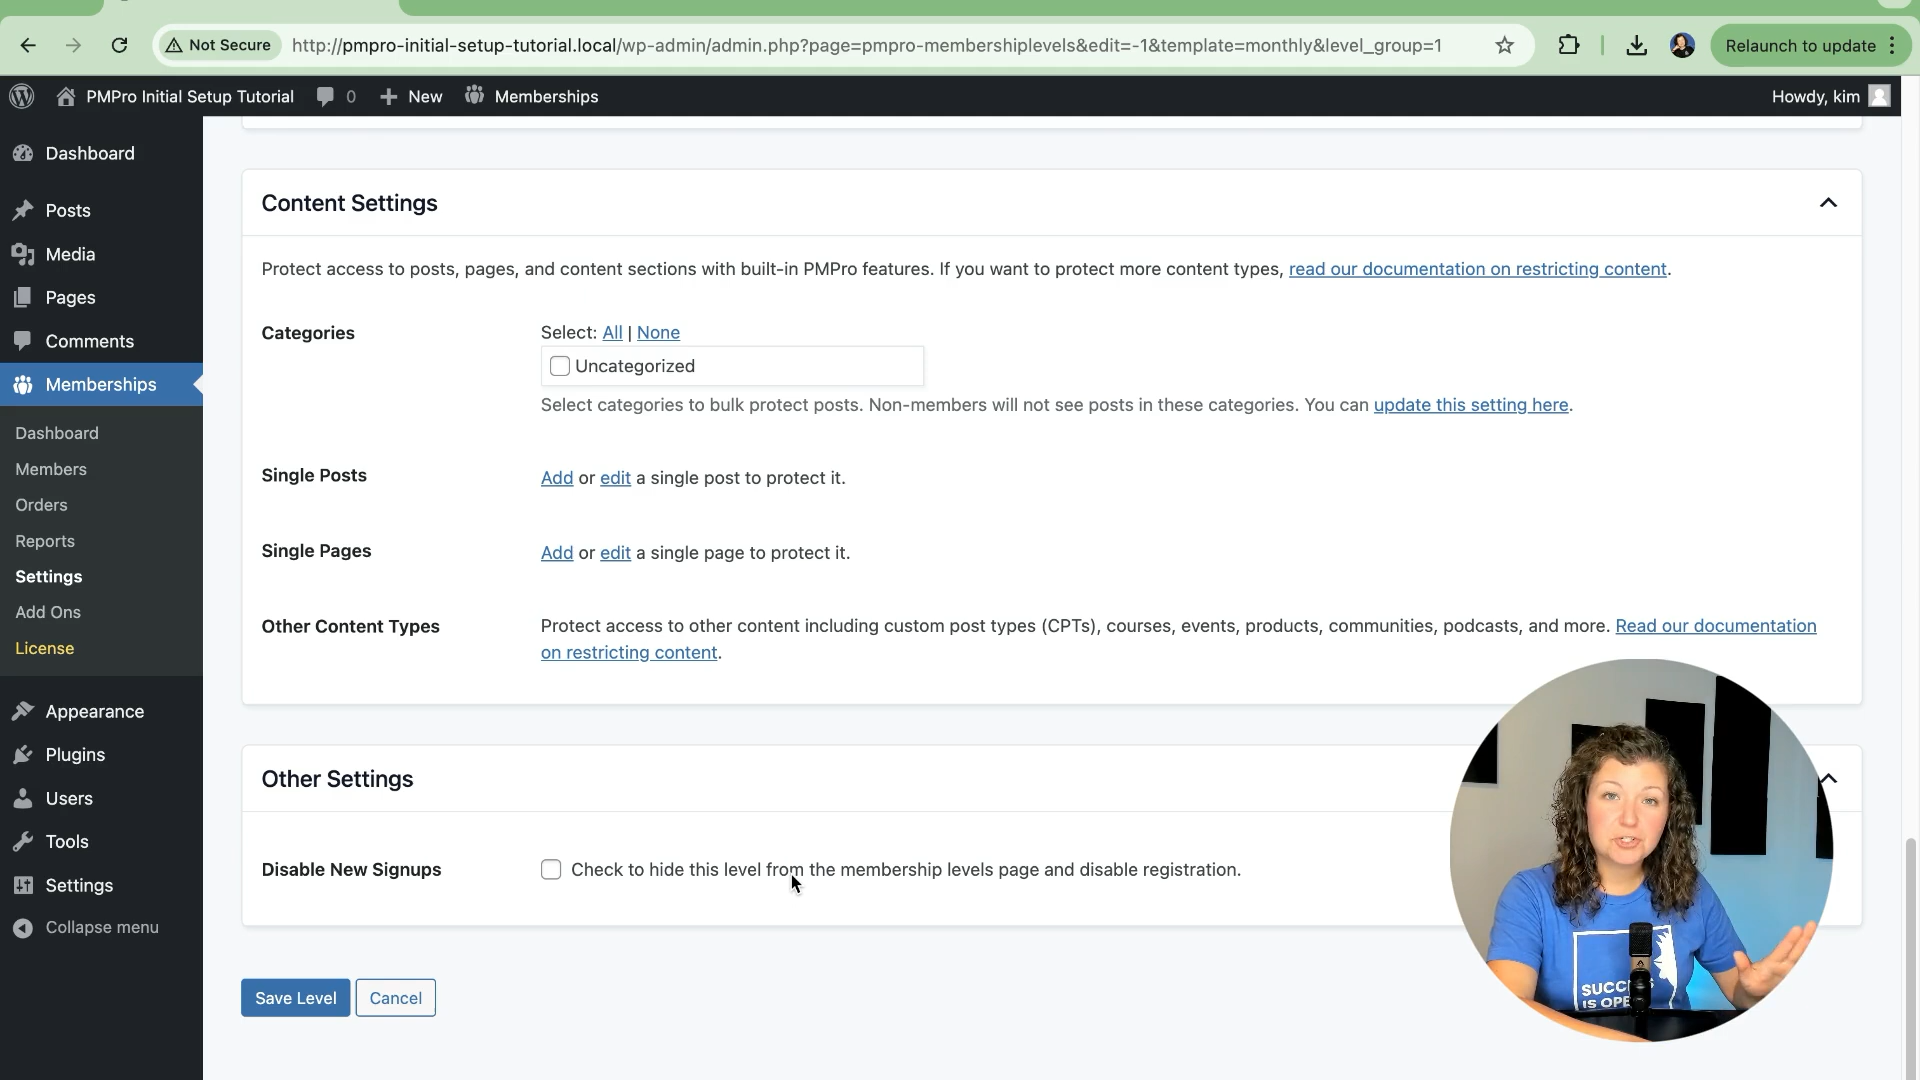 Not Secure
http://pmpro-initial-setup-tutorial.local/wp-admin/admin.php?page=pmpro-membershiplevels&edit=-1&template=monthly&level_group=1
Relaunch to update
PMPro Initial Setup Tutorial
0
New
Memberships
Howdy, kim
Dashboard
Posts
Media
Pages
Comments
Memberships
Dashboard
Members
Orders
Reports
Settings
Add Ons
License
Appearance
Plugins
Users
Tools
Settings
Collapse menu
Content Settings
Protect access to posts, pages, and content sections with built-in PMPro features. If you want to protect more content types, read our documentation on restricting content.
Categories
Select: All | None
Uncategorized
Select categories to bulk protect posts. Non-members will not see posts in these categories. You can update this setting here.
Single Posts
Add or edit a single post to protect it.
Single Pages
Add or edit a single page to protect it.
Other Content Types
Protect access to other content including custom post types (CPTs), courses, events, products, communities, podcasts, and more. Read our documentation
on restricting content.
Other Settings
Disable New Signups
Check to hide this level from the membership levels page and disable registration.
Save Level
Cancel
IS